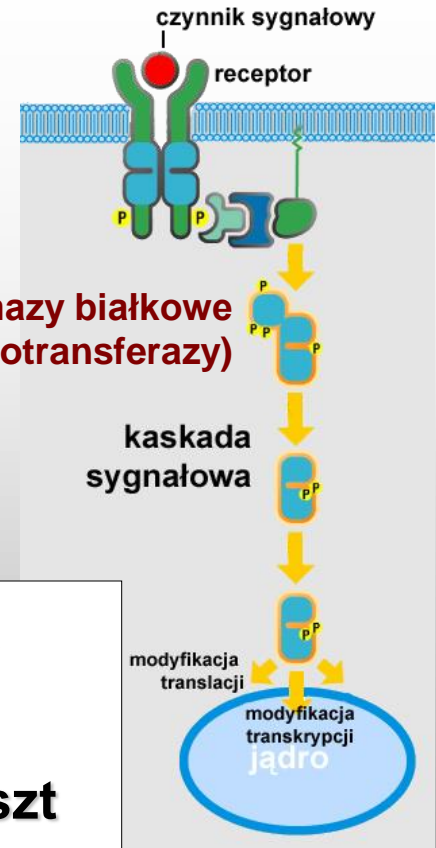 czynnik sygnałowy
receptor
P
P
nazy białkowe
otransferazy)
P
P
P
P
kaskada
sygnałowa
P
P
P
P
modyfikacja
translacji
modyfikacja
transkrypcji
jądro
szt